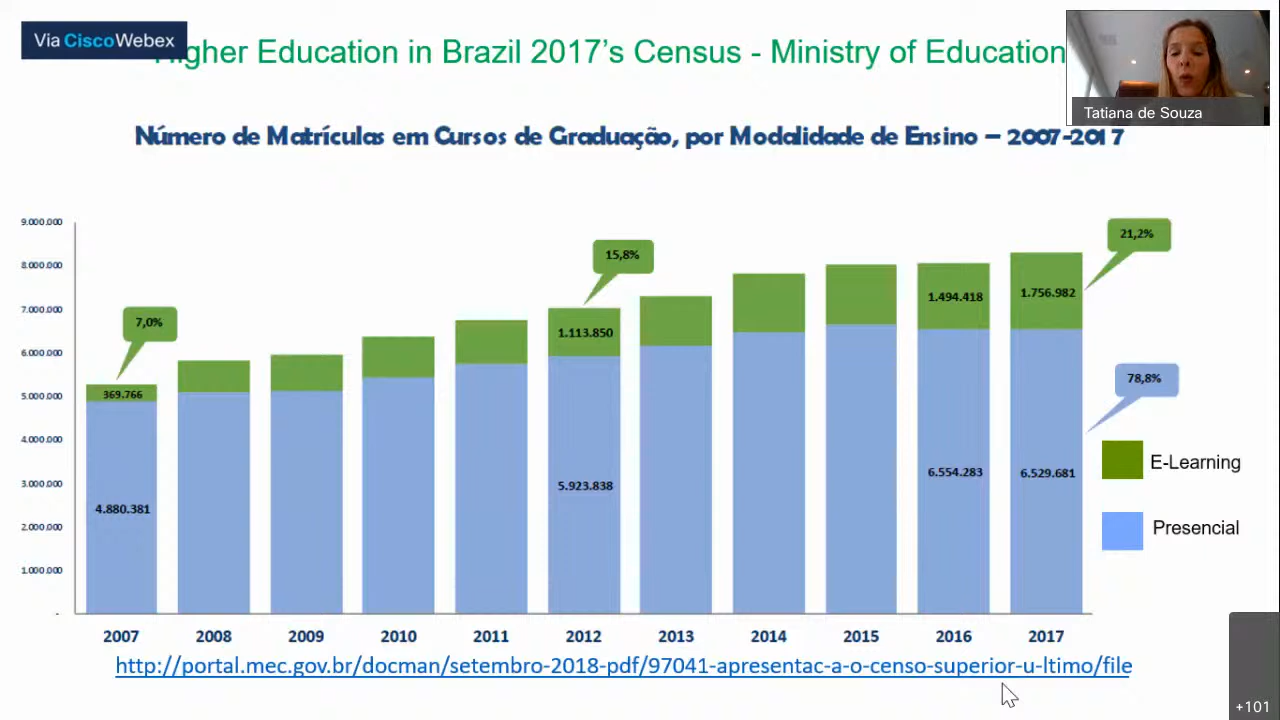 Via CiscoWebex
igher Education in Brazil 2017's Census - Ministry of Education
Tatiana de Souza
Número de Matrículas em Cursos de Graduação, por Modalidade de Ensino – 2007-2017
9.000.000
8.000.000
7.000.000
6.000.000
5.000.000
4.000.000
3.000.000
2.000.000
1.000.000
-
7,0%
15,8%
21,2%
78,8%
369.766
1.113.850
1.494.418
1.756.982
4.880.381
5.923.838
6.554.283
6.529.681
E-Learning
Presencial
2007 2008 2009 2010 2011 2012 2013 2014 2015 2016 2017
http://portal.mec.gov.br/docman/setembro-2018-pdf/97041-apresentac-a-o-censo-superior-u-ltimo/file
+101